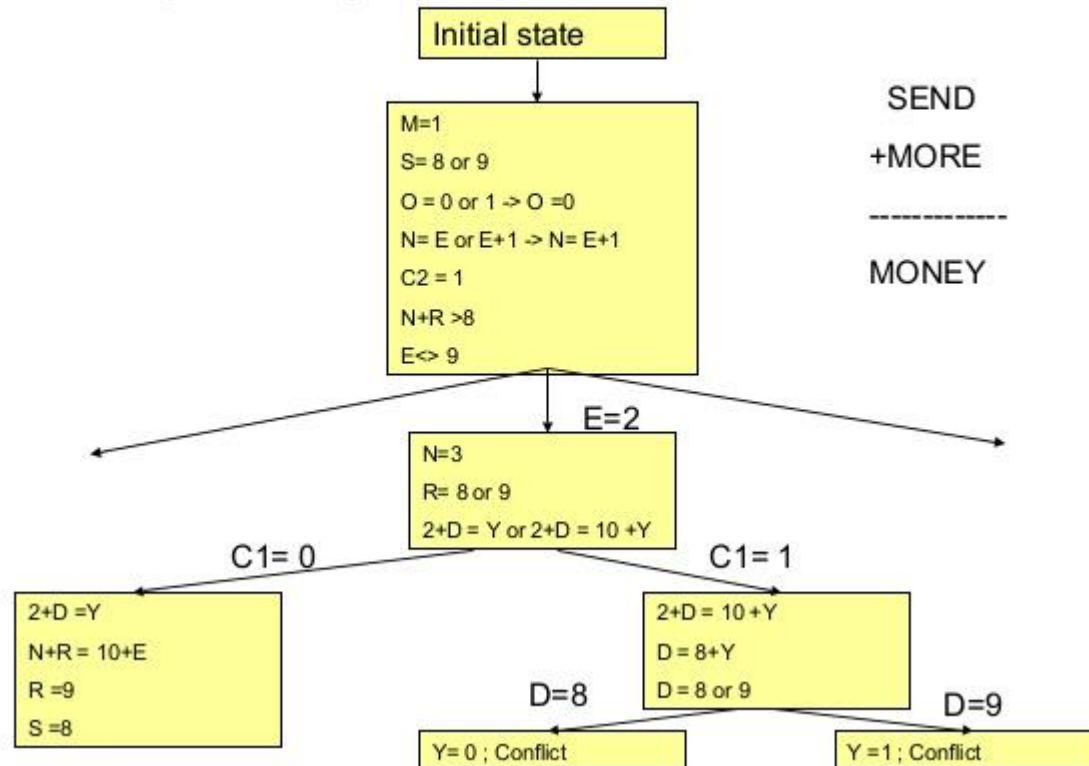 Initial state
SEND
+MORE
-------------
MONEY
M=1
S= 8 or 9
O = 0 or 1 -> O =0
N= E or E+1 -> N= E+1
C2 = 1
N+R >8
E<> 9
E=2
N=3
R= 8 or 9
2+D = Y or 2+D = 10 +Y
C1= 0
C1= 1
2+D =Y
N+R = 10+E
R =9
S =8
2+D = 10 +Y
D = 8+Y
D = 8 or 9
D=8
D=9
Y= 0 ; Conflict
Y =1 ; Conflict